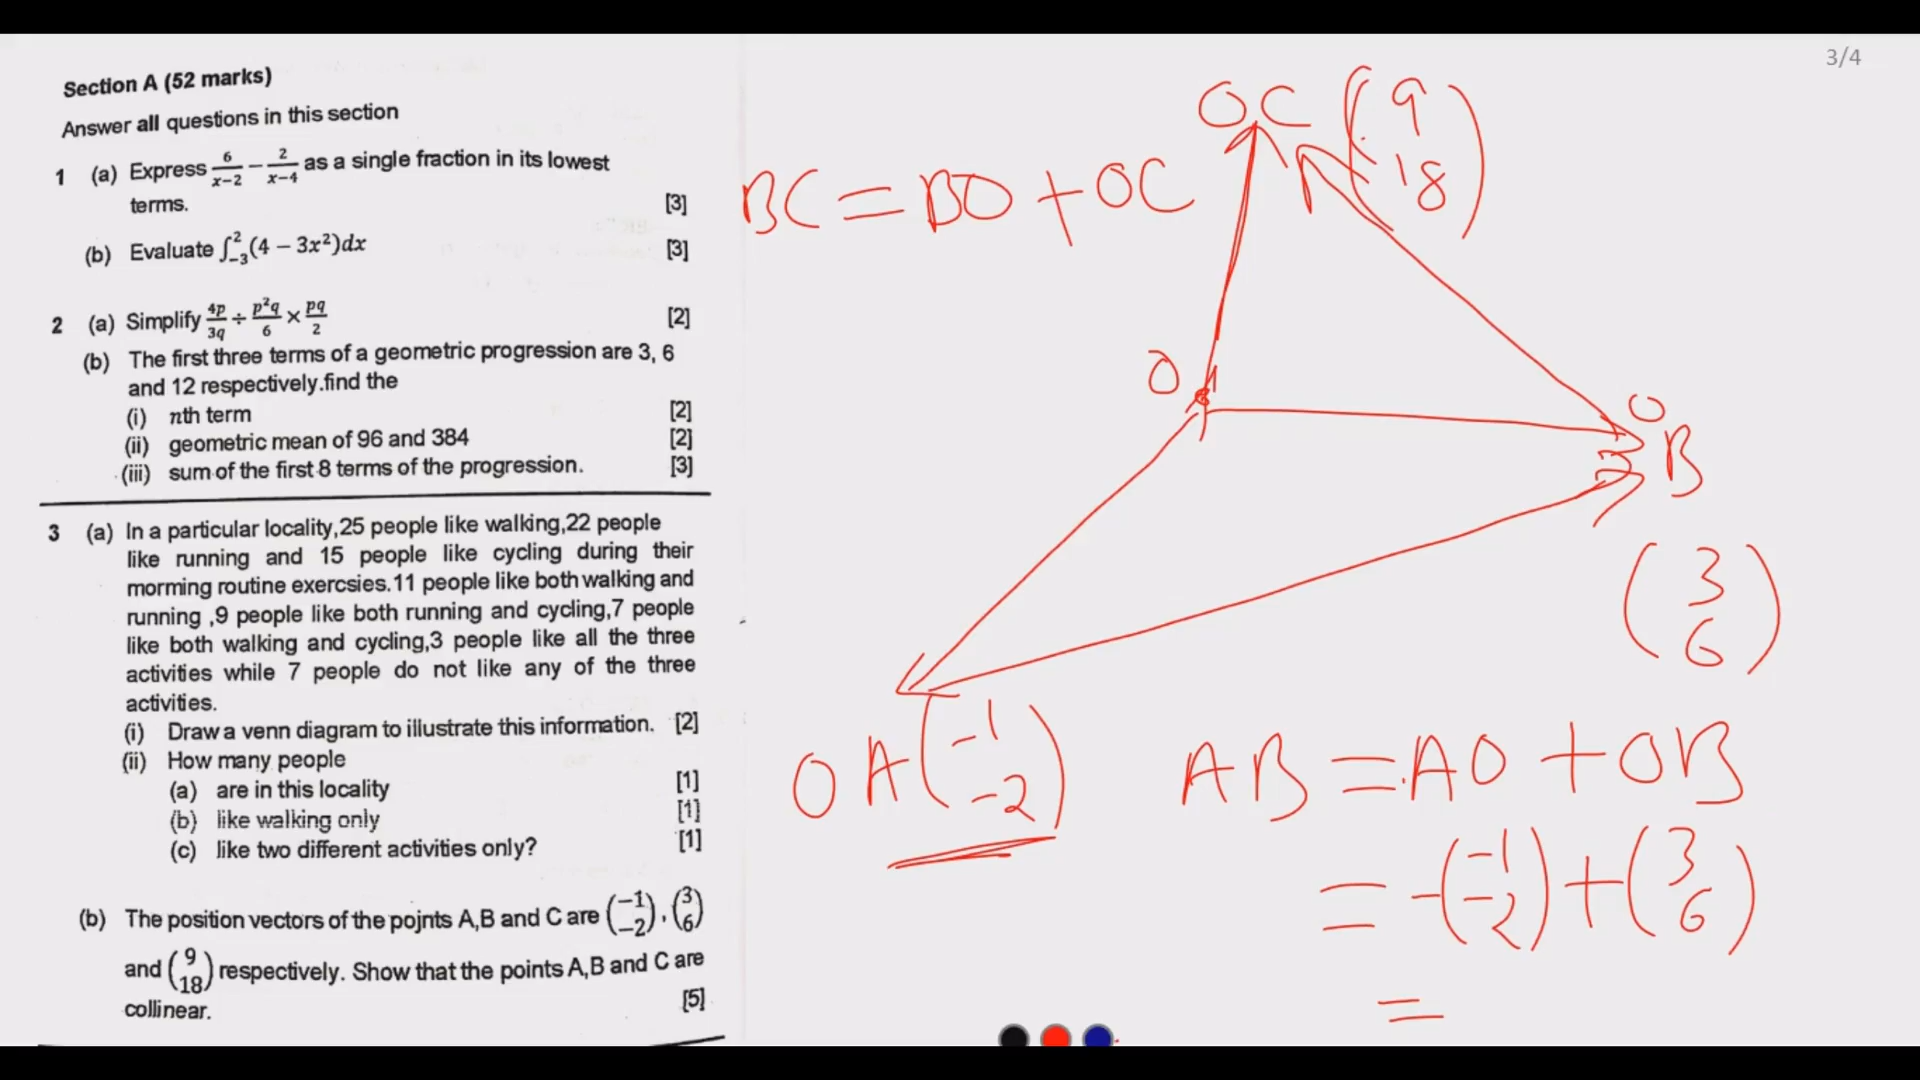 3/4
Section A (52 marks)
Answer all questions in this section
1 (a) Express 6/(x−2) − 2/(x−4) as a single fraction in its lowest
terms. [3]
(b) Evaluate ∫₋₃²(4 − 3x²)dx [3]
2 (a) Simplify 4p/3q ÷ p²q/6 × pq/2 [2]
(b) The first three terms of a geometric progression are 3, 6
and 12 respectively.find the
(i) nth term [2]
(ii) geometric mean of 96 and 384 [2]
(iii) sum of the first 8 terms of the progression. [3]
3 (a) In a particular locality,25 people like walking,22 people
like running and 15 people like cycling during their
morming routine exercsies.11 people like both walking and
running ,9 people like both running and cycling,7 people
like both walking and cycling,3 people like all the three
activities while 7 people do not like any of the three
activities.
(i) Draw a venn diagram to illustrate this information. [2]
(ii) How many people
(a) are in this locality [1]
(b) like walking only [1]
(c) like two different activities only? [1]
(b) The position vectors of the pojnts A,B and C are (−1 −2), (3 6)
and (9 18) respectively. Show that the points A,B and C are
collinear. [5]
OC (9 18)
BC = BO + OC
O
O
B
(3 6)
OA (-1 -2)
AB = AO + OB
= -(-1 -2) + (3 6)
=